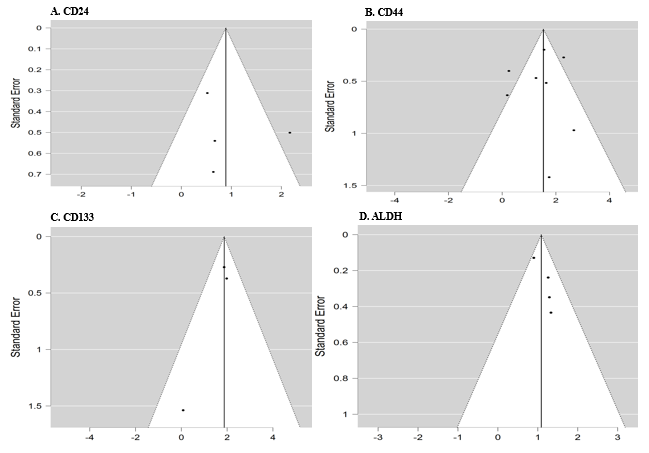 A. CD24
Standard Error
0
0.1
0.2
0.3
0.4
0.5
0.6
0.7
-2 -1 0 1 2
B. CD44
Standard Error
0
0.5
1
1.5
-4 -2 0 2 4
C. CD133
Standard Error
0
0.5
1
1.5
-4 -2 0 2 4
D. ALDH
Standard Error
0
0.2
0.4
0.6
0.8
1
-3 -2 -1 0 1 2 3